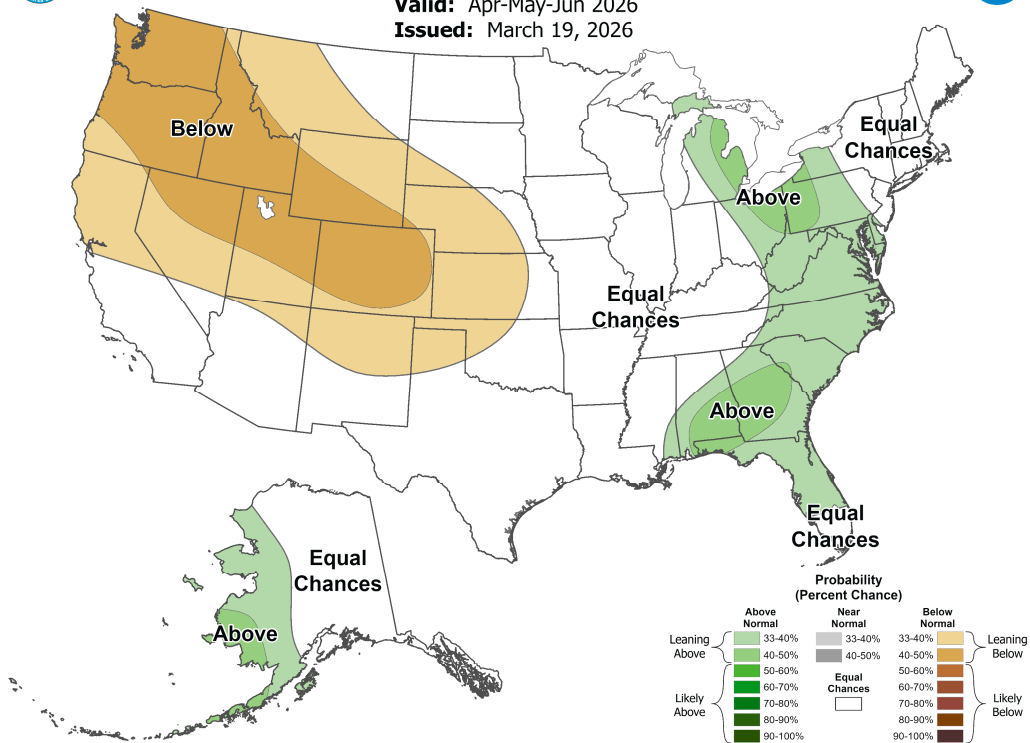 Valid: Apr-May-Jun 2026
Issued: March 19, 2026
Below
Equal
Chances
Above
Equal
Chances
Above
Equal
Chances
Equal
Chances
Above
Probability
(Percent Chance)
Above
Normal
Near
Normal
Below
Normal
Leaning
Above
33-40%
40-50%
33-40%
40-50%
33-40%
40-50%
Leaning
Below
Equal
Chances
Likely
Above
50-60%
60-70%
70-80%
80-90%
90-100%
50-60%
60-70%
70-80%
80-90%
90-100%
Likely
Below